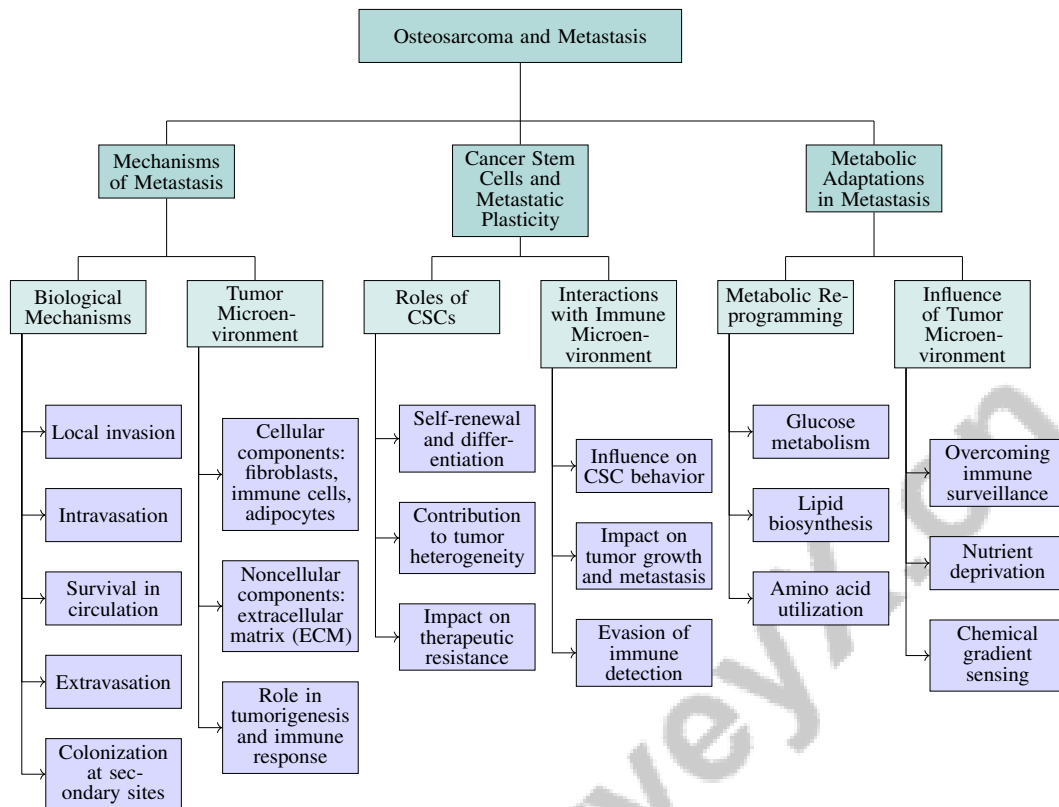 Osteosarcoma and Metastasis
Mechanisms
of Metastasis
Cancer Stem
Cells and
Metastatic
Plasticity
Metabolic
Adaptations
in Metastasis
Biological
Mechanisms
Tumor
Microen-
vironment
Roles of
CSCs
Interactions
with Immune
Microen-
vironment
Metabolic Re-
programming
Influence
of Tumor
Microen-
vironment
Local invasion
Intravasation
Survival in
circulation
Extravasation
Colonization
at sec-
ondary sites
Cellular
components:
fibroblasts,
immune cells,
adipocytes
Noncellular
components:
extracellular
matrix (ECM)
Role in
tumorigenesis
and immune
response
Self-renewal
and differ-
entiation
Contribution
to tumor
heterogeneity
Impact on
therapeutic
resistance
Influence on
CSC behavior
Impact on
tumor growth
and metastasis
Evasion of
immune
detection
Glucose
metabolism
Lipid
biosynthesis
Amino acid
utilization
Overcoming
immune
surveillance
Nutrient
deprivation
Chemical
gradient
sensing